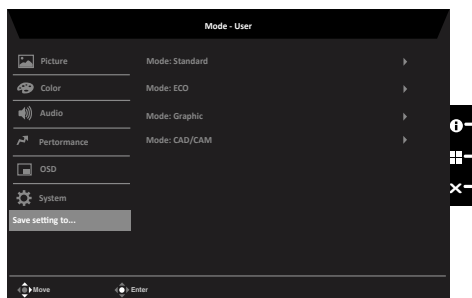 Mode - User
Picture
Mode: Standard
Color
Mode: ECO
Audio
Mode: Graphic
Pertormance
Mode: CAD/CAM
OSD
System
Save setting to...
Move
Enter